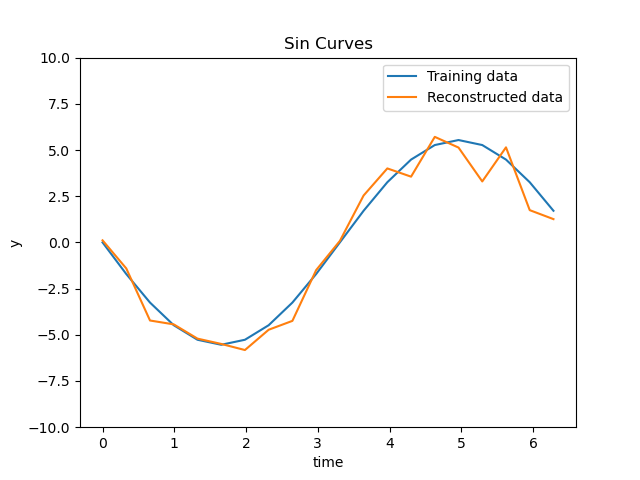 Sin Curves
Training data
Reconstructed data
10.0
7.5
5.0
2.5
0.0
−2.5
−5.0
−7.5
−10.0
y
0 1 2 3 4 5 6
time